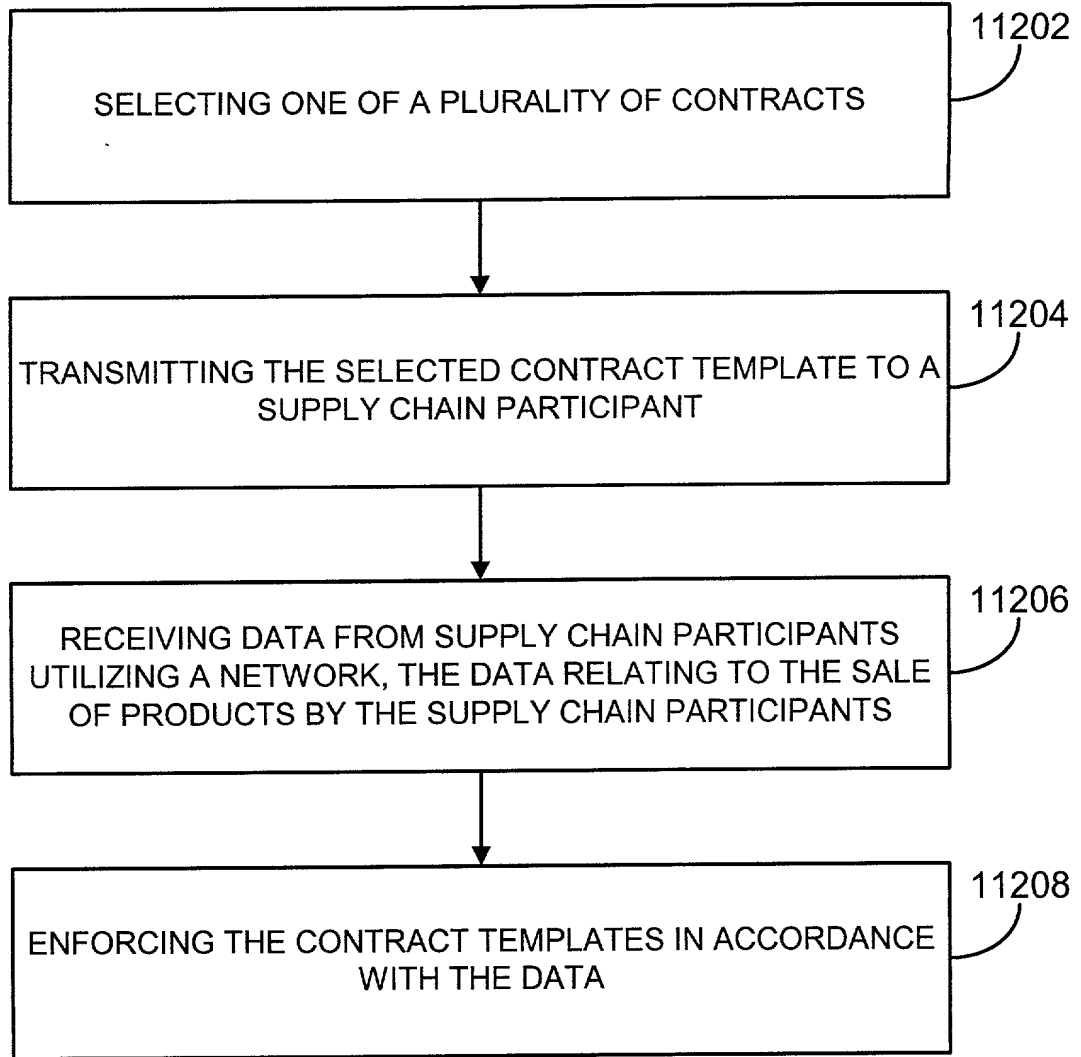 11202
SELECTING ONE OF A PLURALITY OF CONTRACTS
11204
TRANSMITTING THE SELECTED CONTRACT TEMPLATE TO A
SUPPLY CHAIN PARTICIPANT
11206
RECEIVING DATA FROM SUPPLY CHAIN PARTICIPANTS
UTILIZING A NETWORK, THE DATA RELATING TO THE SALE
OF PRODUCTS BY THE SUPPLY CHAIN PARTICIPANTS
11208
ENFORCING THE CONTRACT TEMPLATES IN ACCORDANCE
WITH THE DATA